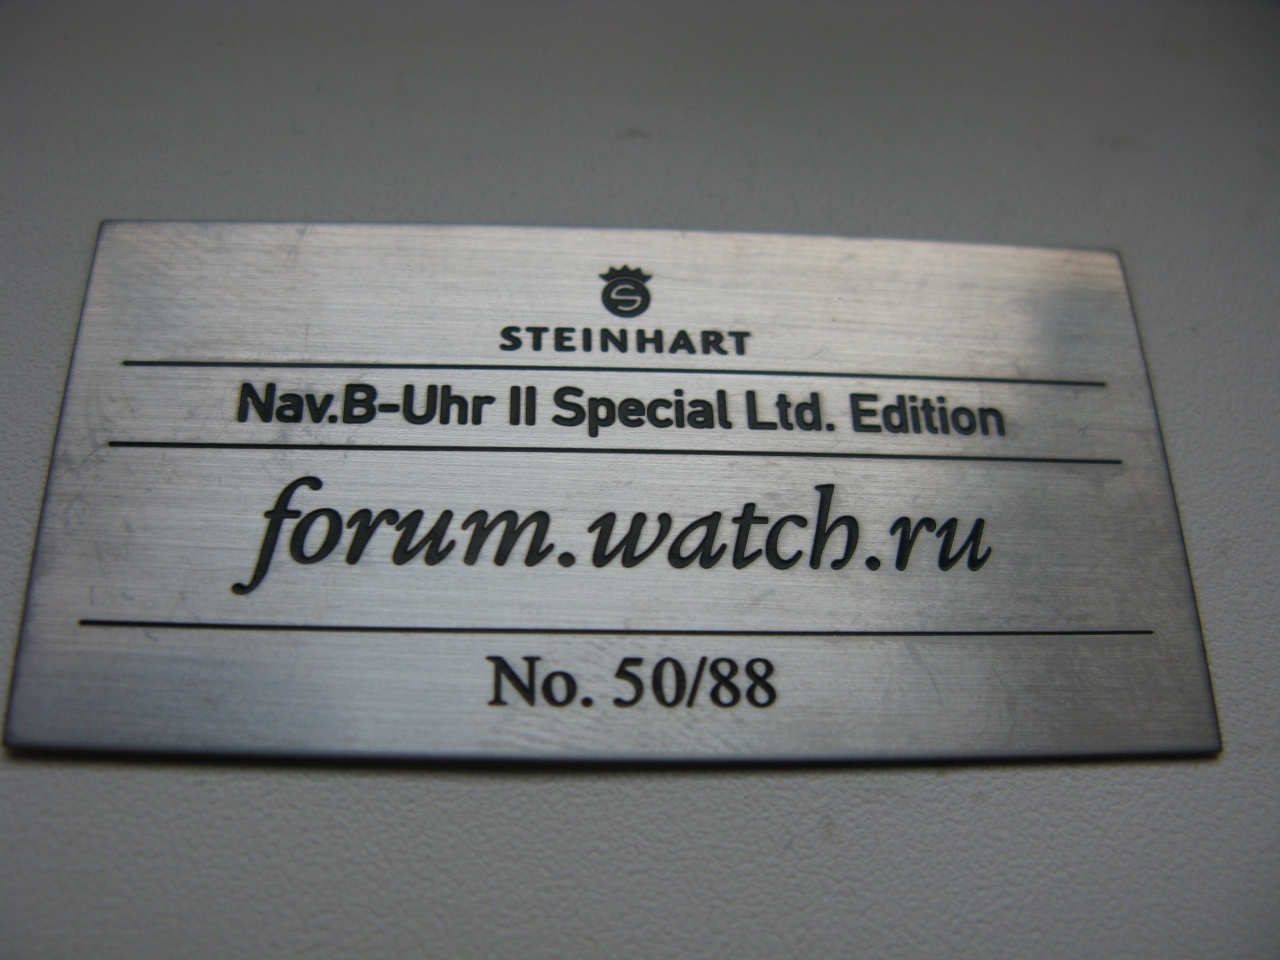 S
STEINHART
Nav.B-Uhr II Special Ltd. Edition
forum.watch.ru
No. 50/88